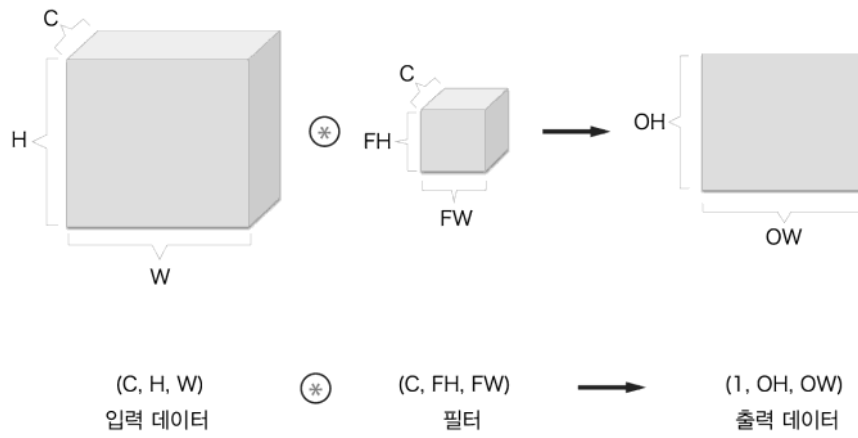 C
H
W
C
FH
FW
OH
OW
(C, H, W)
(C, FH, FW)
(1, OH, OW)
입력 데이터
필터
출력 데이터